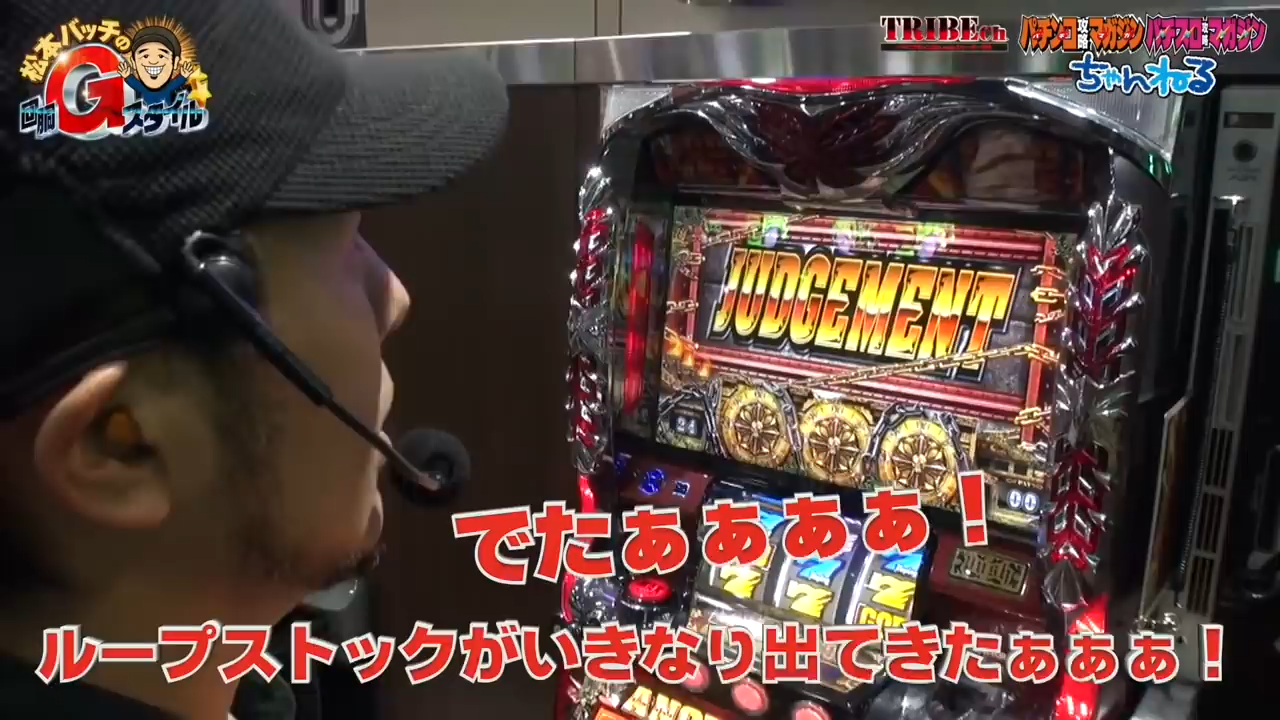 松本バッチの
回胴Gスタイル
TRIBEch
パチンコ攻略マガジン パチスロ攻略マガジン
ちゃんねる
JUDGEMENT
24
00
でたぁぁぁぁ!
ループストックがいきなり出てきたぁぁぁ!